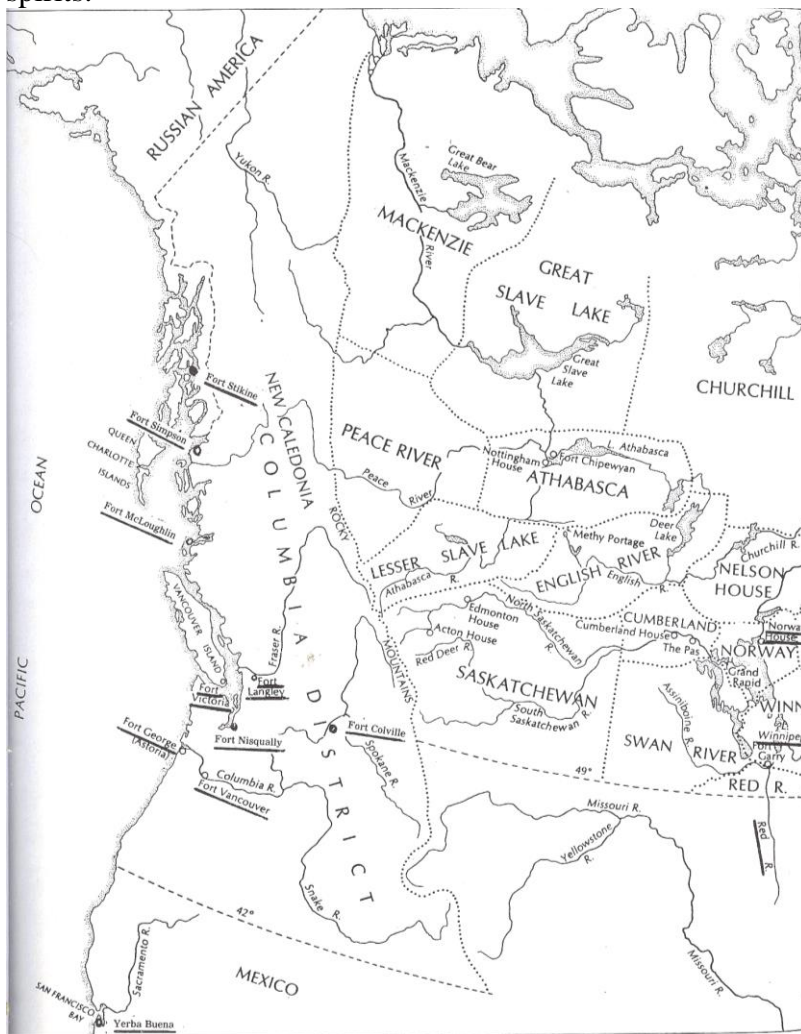 spirits.
RUSSIAN AMERICA
Yukon R.
Mackenzie
River
Great Bear
Lake
MACKENZIE
GREAT
SLAVE LAKE
Great
Slave
Lake
CHURCHILL
Fort Stikine
Fort Simpson
QUEEN
CHARLOTTE
ISLANDS
NEW CALEDONIA
COLUMBIA DISTRICT
PEACE RIVER
Peace
River
Nottingham
House
Fort Chipewyan
L. Athabasca
ATHABASCA
OCEAN
PACIFIC
Fort McLoughlin
ROCKY
MOUNTAINS
LESSER SLAVE LAKE
Athabasca R.
Methy Portage
Deer
Lake
ENGLISH RIVER
English R.
Churchill R.
NELSON
HOUSE
VANCOUVER
ISLAND
Fraser R.
Edmonton
House
Acton House
Red Deer R.
North Saskatchewan
R.
CUMBERLAND
Cumberland House
The Pas
Norwa
House
NORWAY
Grand
Rapid
SASKATCHEWAN
South
Saskatchewan R.
Assiniboine R.
WINN
Winnipe
Fort
Garry
SWAN RIVER
RED R.
Red
R.
Fort
Langley
Fort
Victoria
Fort Nisqually
Fort George
(Astoria)
Fort Colville
Spokane R.
Columbia R.
Fort Vancouver
49°
Missouri R.
Yellowstone
R.
Snake R.
42°
Missouri R.
Sacramento R.
MEXICO
SAN FRANCISCO
BAY
Yerba Buena